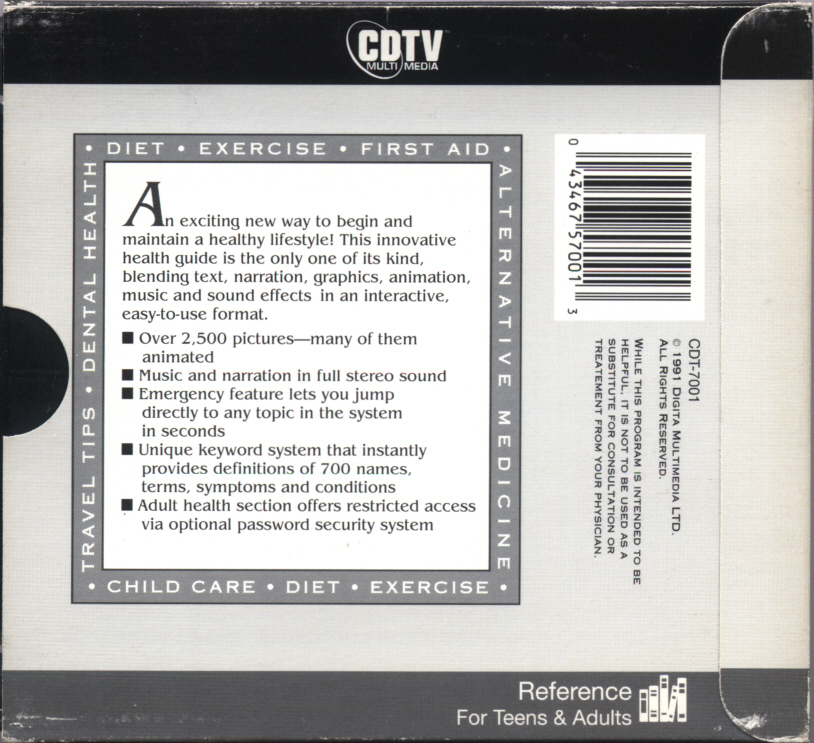 CDTV
MULTI MEDIA
• DIET • EXERCISE • FIRST AID •
ALTERNATIVE MEDICINE
• CHILD CARE • DIET • EXERCISE •
TRAVEL TIPS • DENTAL HEALTH
An exciting new way to begin and
maintain a healthy lifestyle! This innovative
health guide is the only one of its kind,
blending text, narration, graphics, animation,
music and sound effects in an interactive,
easy-to-use format.
■ Over 2,500 pictures—many of them
animated
■ Music and narration in full stereo sound
■ Emergency feature lets you jump
directly to any topic in the system
in seconds
■ Unique keyword system that instantly
provides definitions of 700 names,
terms, symptoms and conditions
■ Adult health section offers restricted access
via optional password security system
0 43467 57001 3
CDT-7001
© 1991 DIGITA MULTIMEDIA LTD.
ALL RIGHTS RESERVED.
WHILE THIS PROGRAM IS INTENDED TO BE
HELPFUL, IT IS NOT TO BE USED AS A
SUBSTITUTE FOR CONSULTATION OR
TREATEMENT FROM YOUR PHYSICIAN.
Reference
For Teens & Adults